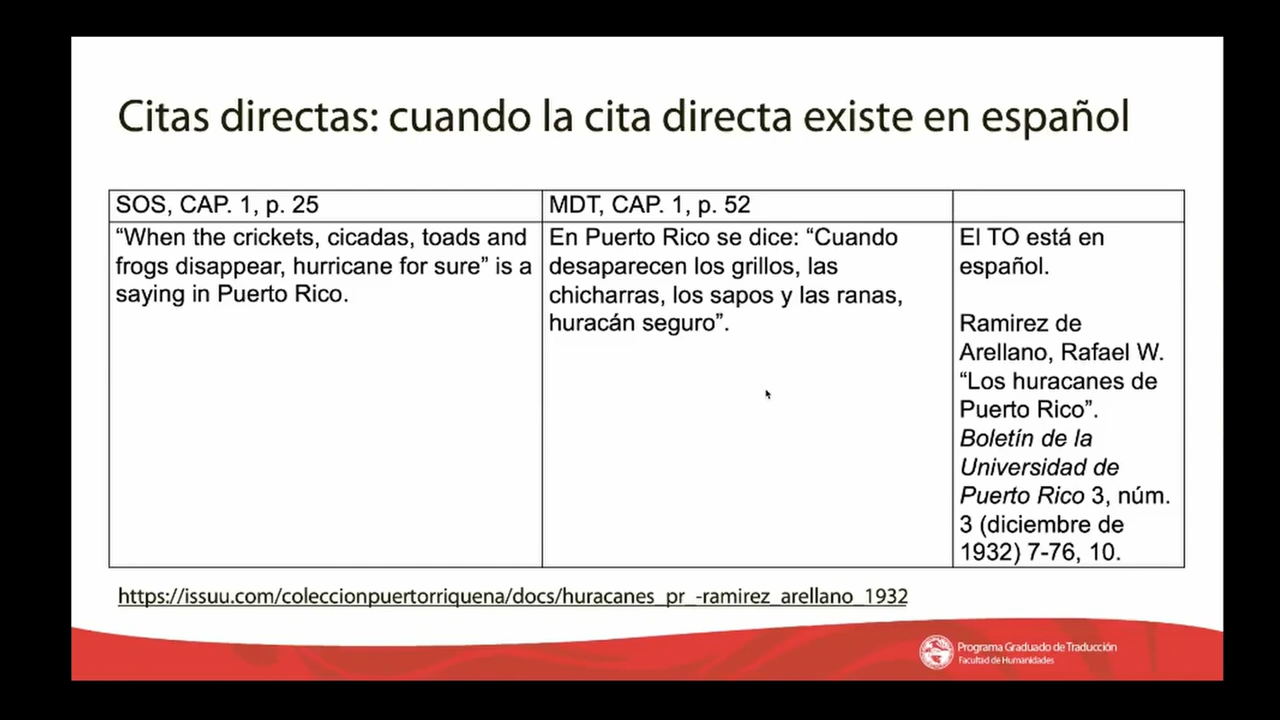 Citas directas: cuando la cita directa existe en español
SOS, CAP. 1, p. 25
MDT, CAP. 1, p. 52
“When the crickets, cicadas, toads and
frogs disappear, hurricane for sure” is a
saying in Puerto Rico.
En Puerto Rico se dice: “Cuando
desaparecen los grillos, las
chicharras, los sapos y las ranas,
huracán seguro”.
El TO está en
español.
Ramirez de
Arellano, Rafael W.
“Los huracanes de
Puerto Rico”.
Boletín de la
Universidad de
Puerto Rico 3, núm.
3 (diciembre de
1932) 7-76, 10.
https://issuu.com/coleccionpuertorriquena/docs/huracanes_pr_-ramirez_arellano_1932
Programa Graduado de Traducción
Facultad de Humanidades